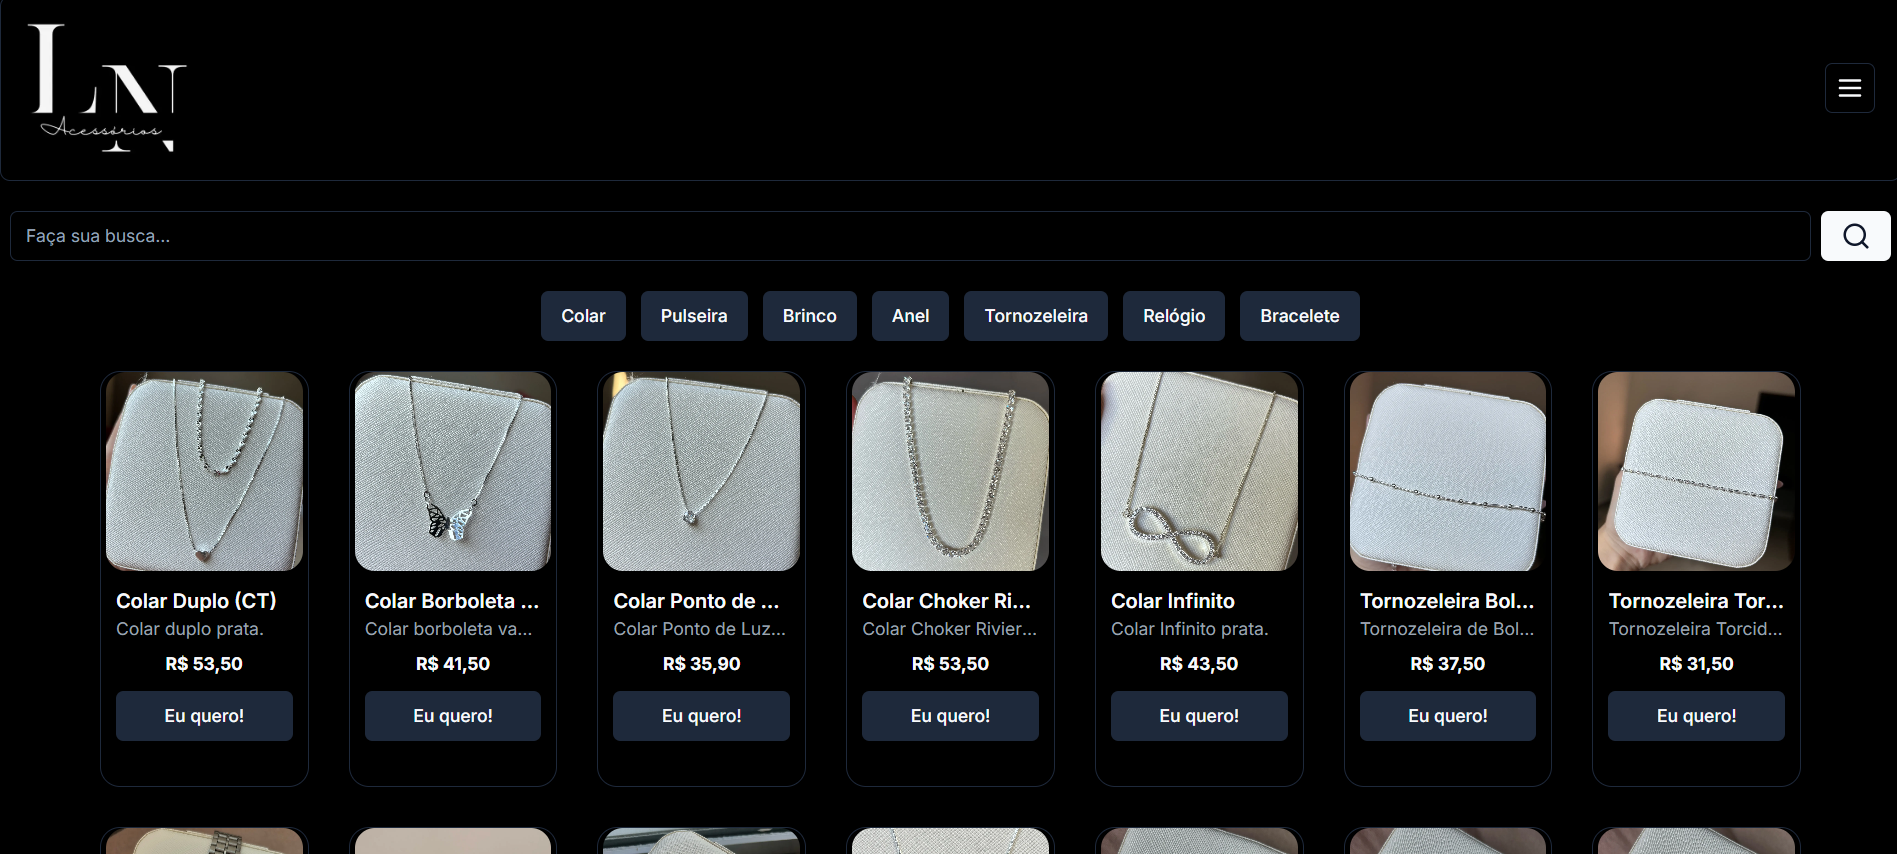 LN
Acessórios
Faça sua busca...
Colar Pulseira Brinco Anel Tornozeleira Relógio Bracelete
Colar Duplo (CT)
Colar duplo prata.
R$ 53,50
Eu quero!
Colar Borboleta ...
Colar borboleta va...
R$ 41,50
Eu quero!
Colar Ponto de ...
Colar Ponto de Luz...
R$ 35,90
Eu quero!
Colar Choker Ri...
Colar Choker Rivier...
R$ 53,50
Eu quero!
Colar Infinito
Colar Infinito prata.
R$ 43,50
Eu quero!
Tornozeleira Bol...
Tornozeleira de Bol...
R$ 37,50
Eu quero!
Tornozeleira Tor...
Tornozeleira Torcid...
R$ 31,50
Eu quero!